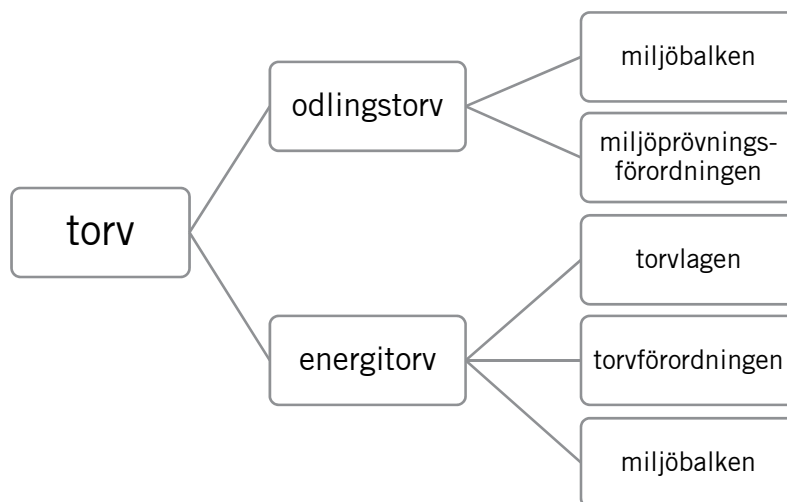 torv
odlingstorv
miljöbalken
miljöprövnings-
förordningen
energitorv
torvlagen
torvförordningen
miljöbalken